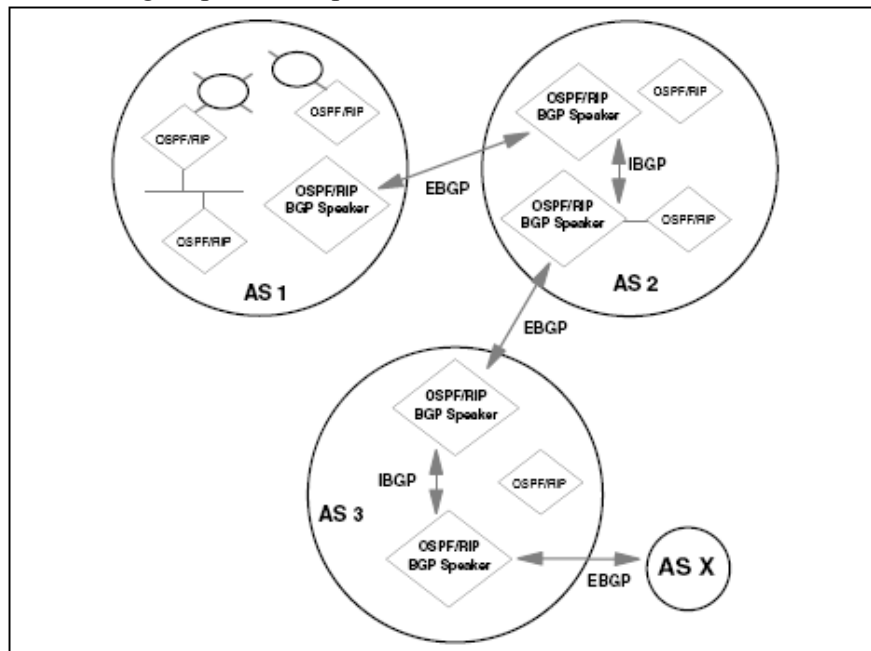 OSPF/RIP
OSPF/RIP
OSPF/RIP
BGP Speaker
OSPF/RIP
AS 1
EBGP
OSPF/RIP
BGP Speaker
OSPF/RIP
IBGP
OSPF/RIP
BGP Speaker
OSPF/RIP
AS 2
EBGP
OSPF/RIP
BGP Speaker
IBGP
OSPF/RIP
AS 3
OSPF/RIP
BGP Speaker
EBGP
AS X